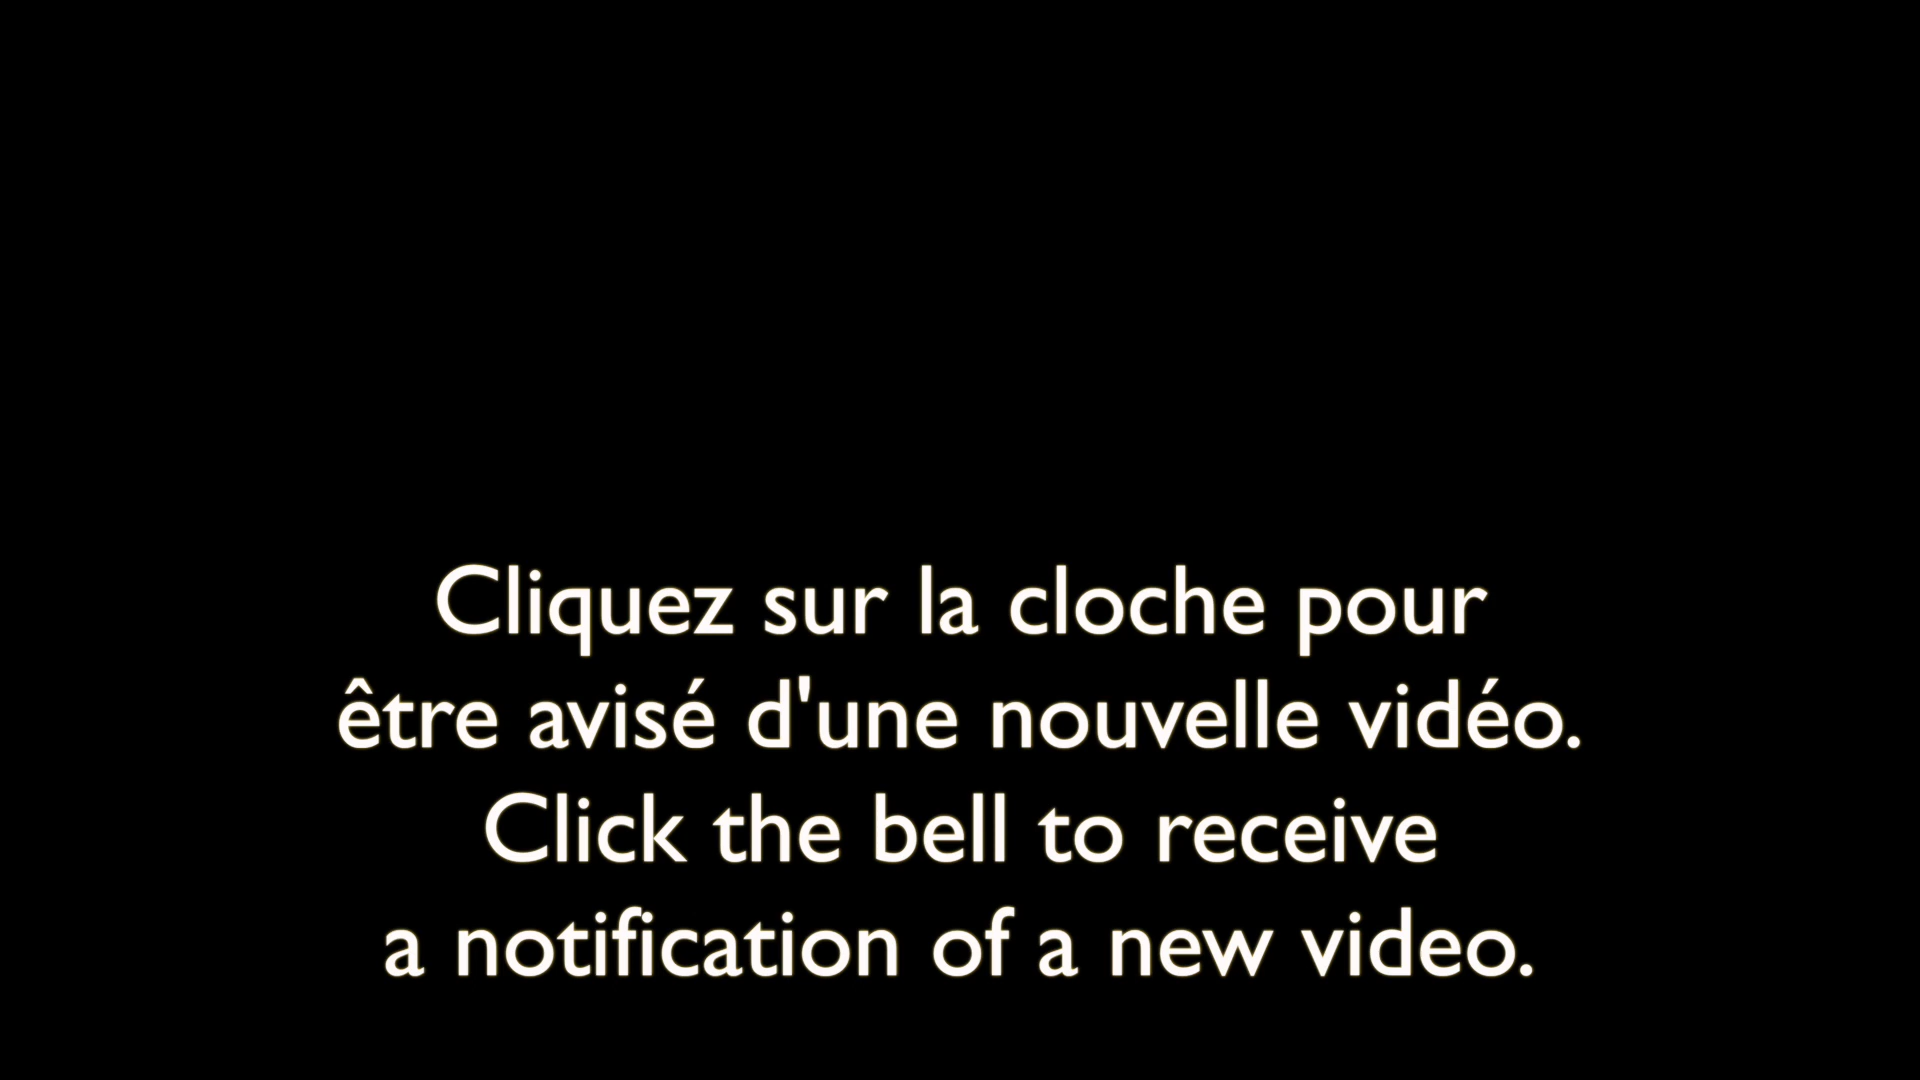 Cliquez sur la cloche pour
être avisé d'une nouvelle vidéo.
Click the bell to receive
a notification of a new video.